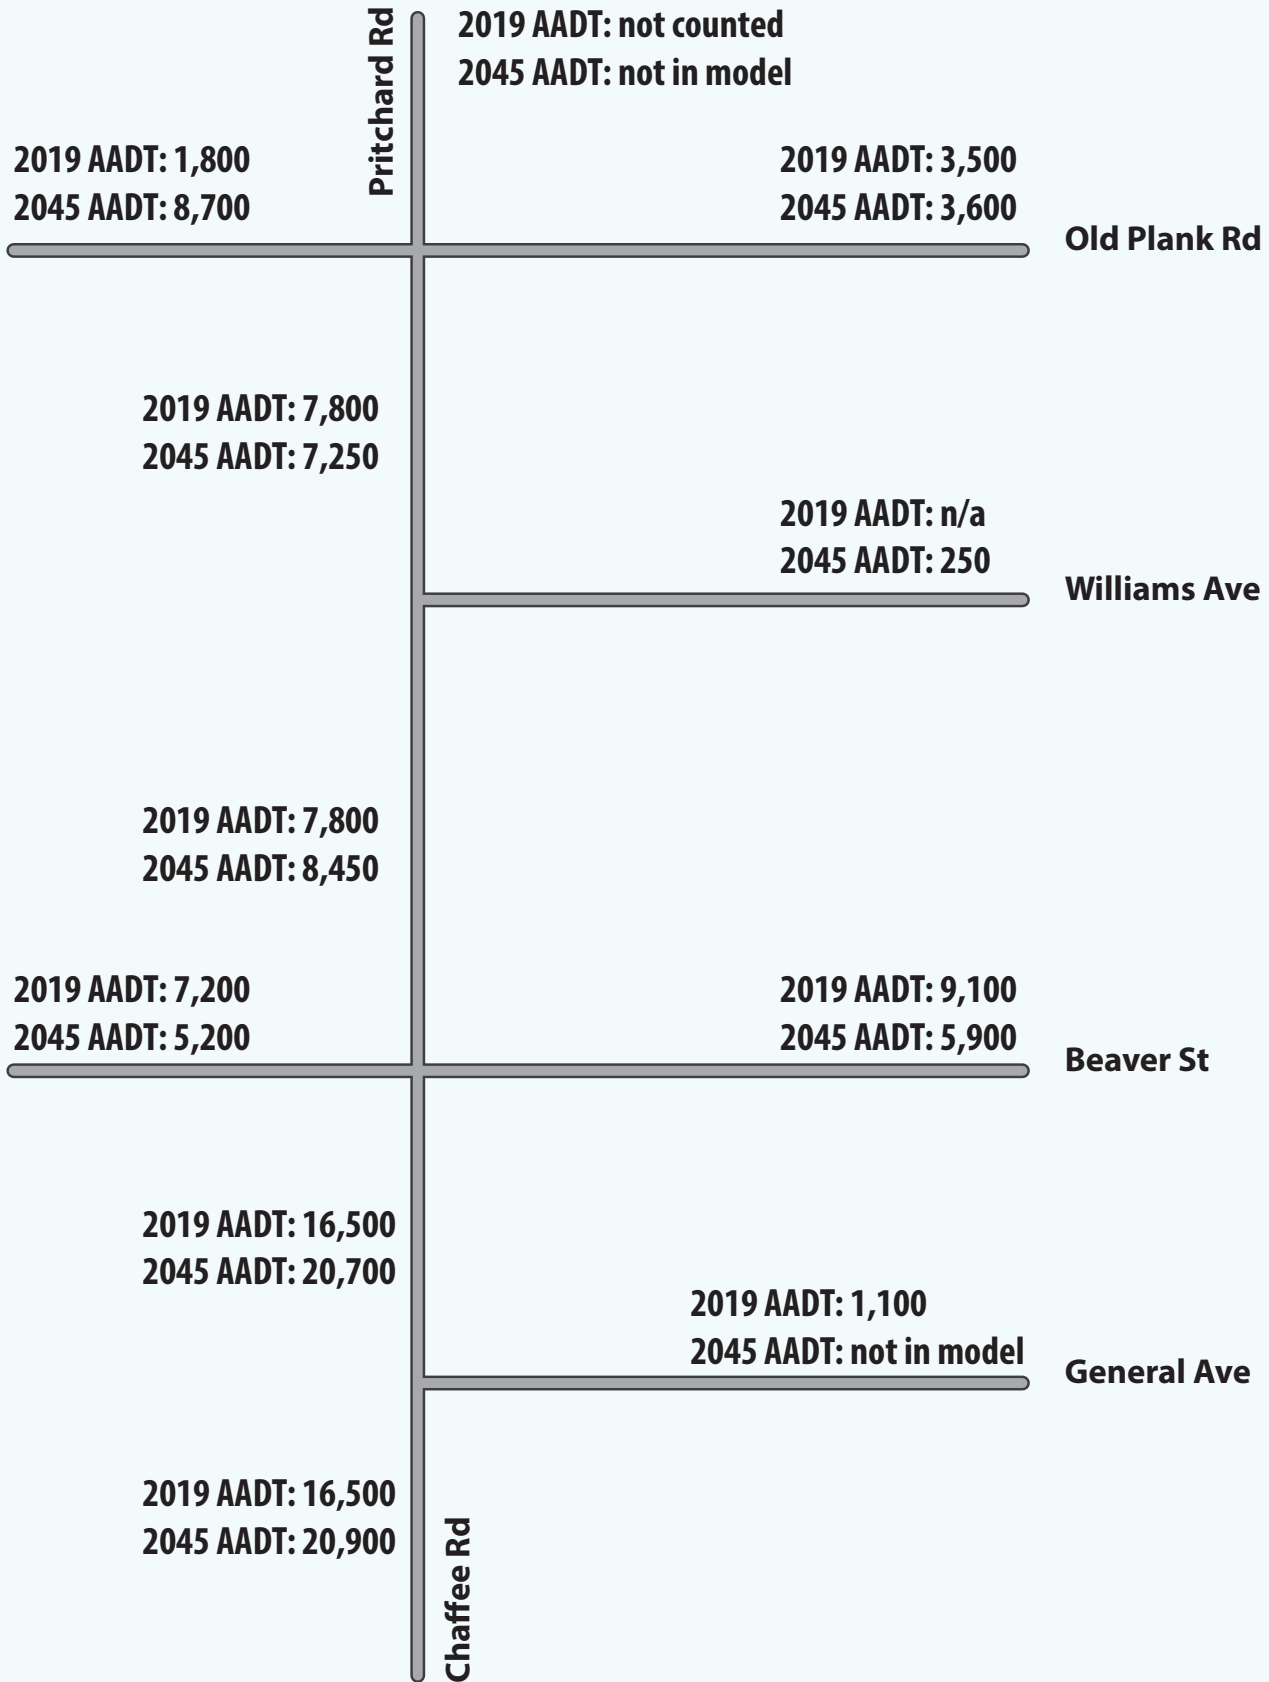 Pritchard Rd
2019 AADT: not counted
2045 AADT: not in model
2019 AADT: 1,800
2045 AADT: 8,700
2019 AADT: 3,500
2045 AADT: 3,600
Old Plank Rd
2019 AADT: 7,800
2045 AADT: 7,250
2019 AADT: n/a
2045 AADT: 250
Williams Ave
2019 AADT: 7,800
2045 AADT: 8,450
2019 AADT: 7,200
2045 AADT: 5,200
2019 AADT: 9,100
2045 AADT: 5,900
Beaver St
2019 AADT: 16,500
2045 AADT: 20,700
2019 AADT: 1,100
2045 AADT: not in model
General Ave
2019 AADT: 16,500
2045 AADT: 20,900
Chaffee Rd